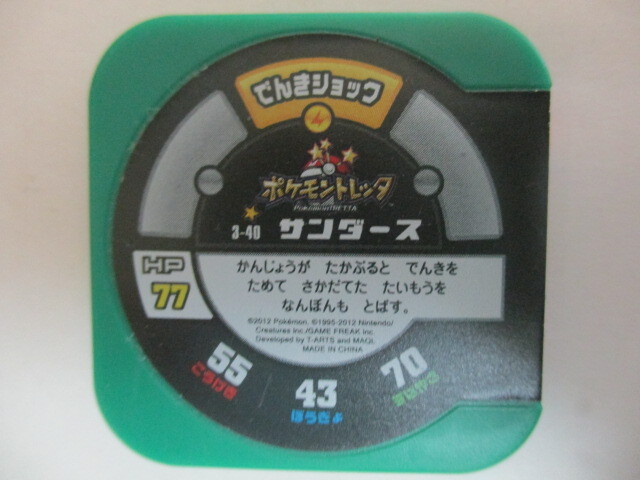 でんきショック
ポケモントレッタ
PokémonTRETTA
3-40 サンダース
HP
77
かんじょうが たかぶると でんきを
ためて さかだてた たいもうを
なんぼんも とばす。
©2012 Pokémon. ©1995-2012 Nintendo/
Creatures Inc./GAME FREAK inc.
Developed by T-ARTS and MAQL
MADE IN CHINA
55
こうげき
43
ぼうぎょ
70
すばやさ